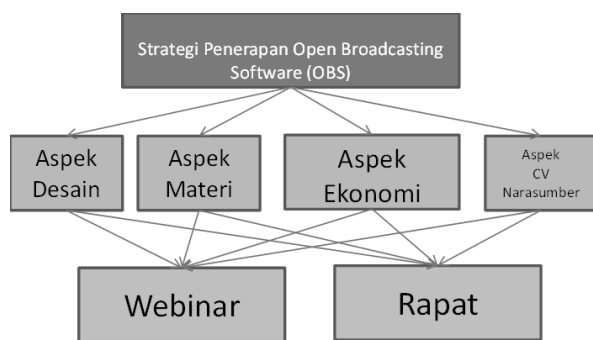 Strategi Penerapan Open Broadcasting
Software (OBS)
Aspek
Desain
Aspek
Materi
Aspek
Ekonomi
Aspek
CV
Narasumber
Webinar
Rapat